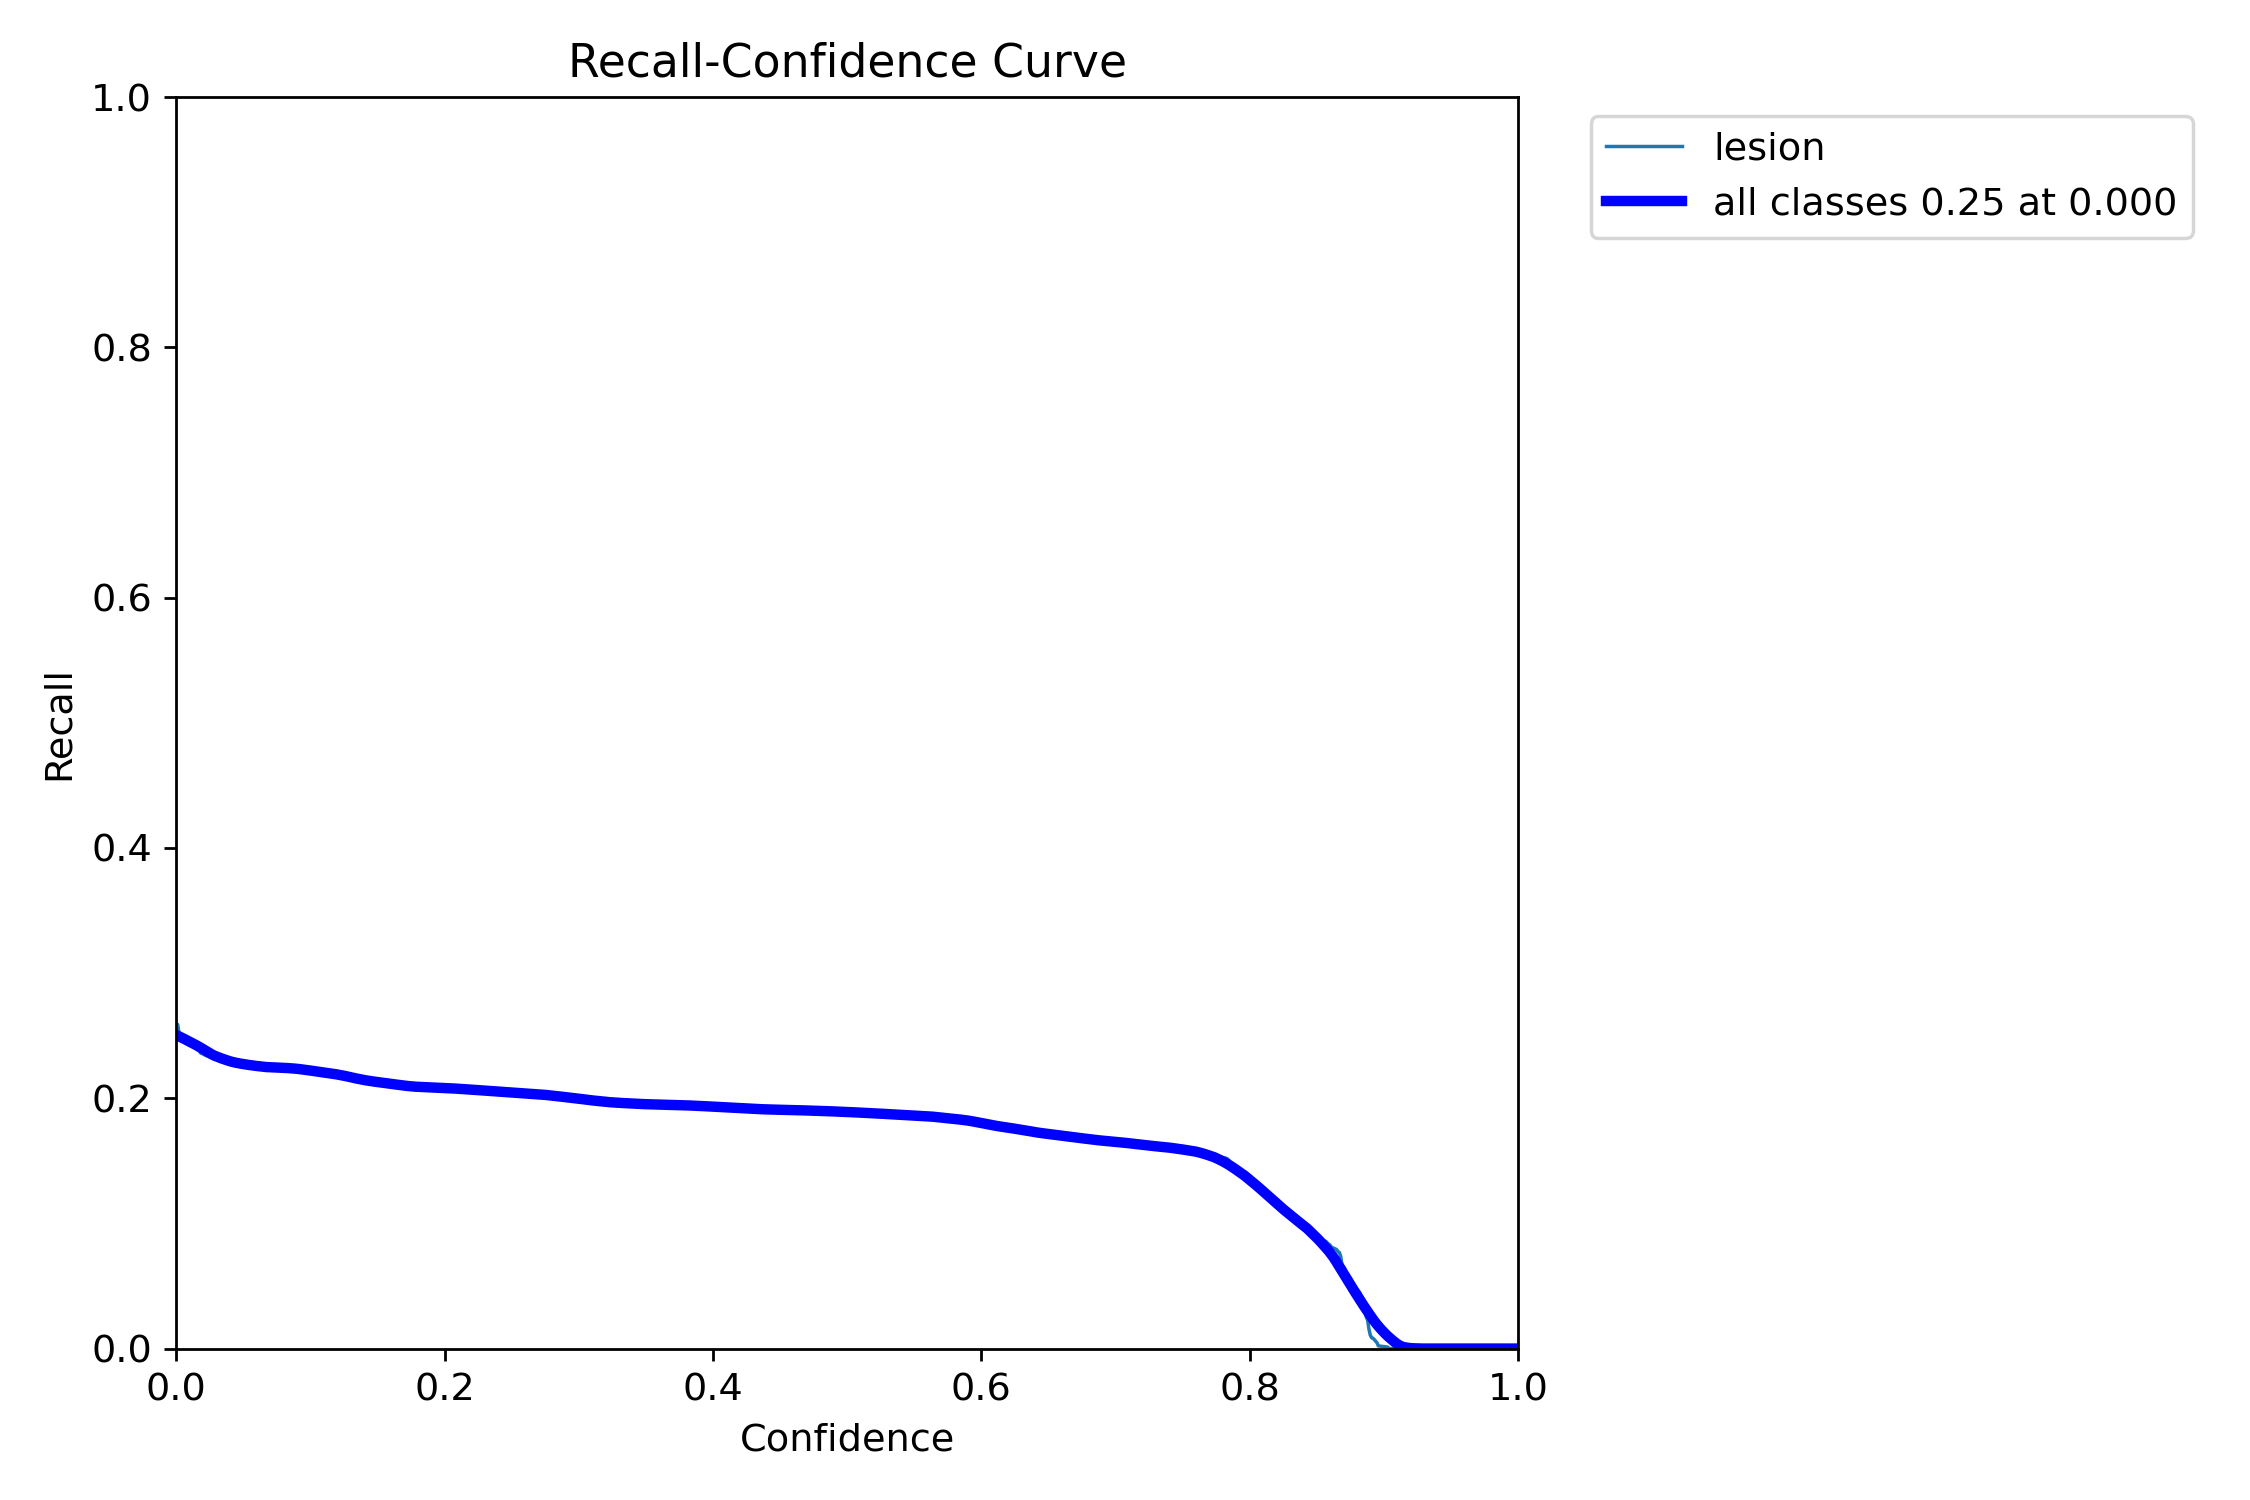 Recall-Confidence Curve
1.0
0.8
0.6
0.4
0.2
0.0
Recall
0.0 0.2 0.4 0.6 0.8 1.0
Confidence
lesion
all classes 0.25 at 0.000